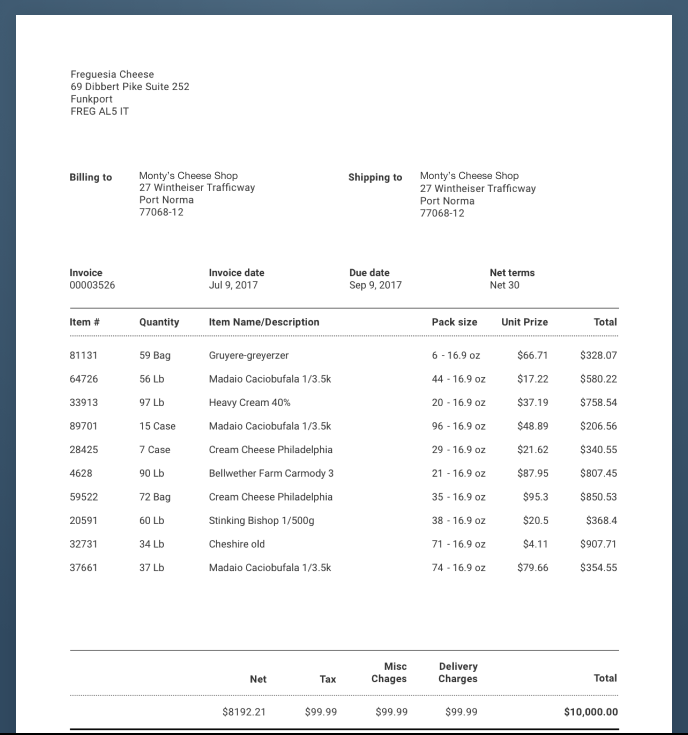 Freguesia Cheese
69 Dibbert Pike Suite 252
Funkport
FREG AL5 IT
Billing to Monty's Cheese Shop
27 Wintheiser Trafficway
Port Norma
77068-12
Shipping to Monty's Cheese Shop
27 Wintheiser Trafficway
Port Norma
77068-12
Invoice Invoice date Due date Net terms
00003526 Jul 9, 2017 Sep 9, 2017 Net 30
Item # Quantity Item Name/Description Pack size Unit Prize Total
81131 59 Bag Gruyere-greyerzer 6 - 16.9 oz $66.71 $328.07
64726 56 Lb Madaio Caciobufala 1/3.5k 44 - 16.9 oz $17.22 $580.22
33913 97 Lb Heavy Cream 40% 20 - 16.9 oz $37.19 $758.54
89701 15 Case Madaio Caciobufala 1/3.5k 96 - 16.9 oz $48.89 $206.56
28425 7 Case Cream Cheese Philadelphia 29 - 16.9 oz $21.62 $340.55
4628 90 Lb Bellwether Farm Carmody 3 21 - 16.9 oz $87.95 $807.45
59522 72 Bag Cream Cheese Philadelphia 35 - 16.9 oz $95.3 $850.53
20591 60 Lb Stinking Bishop 1/500g 38 - 16.9 oz $20.5 $368.4
32731 34 Lb Cheshire old 71 - 16.9 oz $4.11 $907.71
37661 37 Lb Madaio Caciobufala 1/3.5k 74 - 16.9 oz $79.66 $354.55
Net Tax Misc Chages Delivery Charges Total
$8192.21 $99.99 $99.99 $99.99 $10,000.00